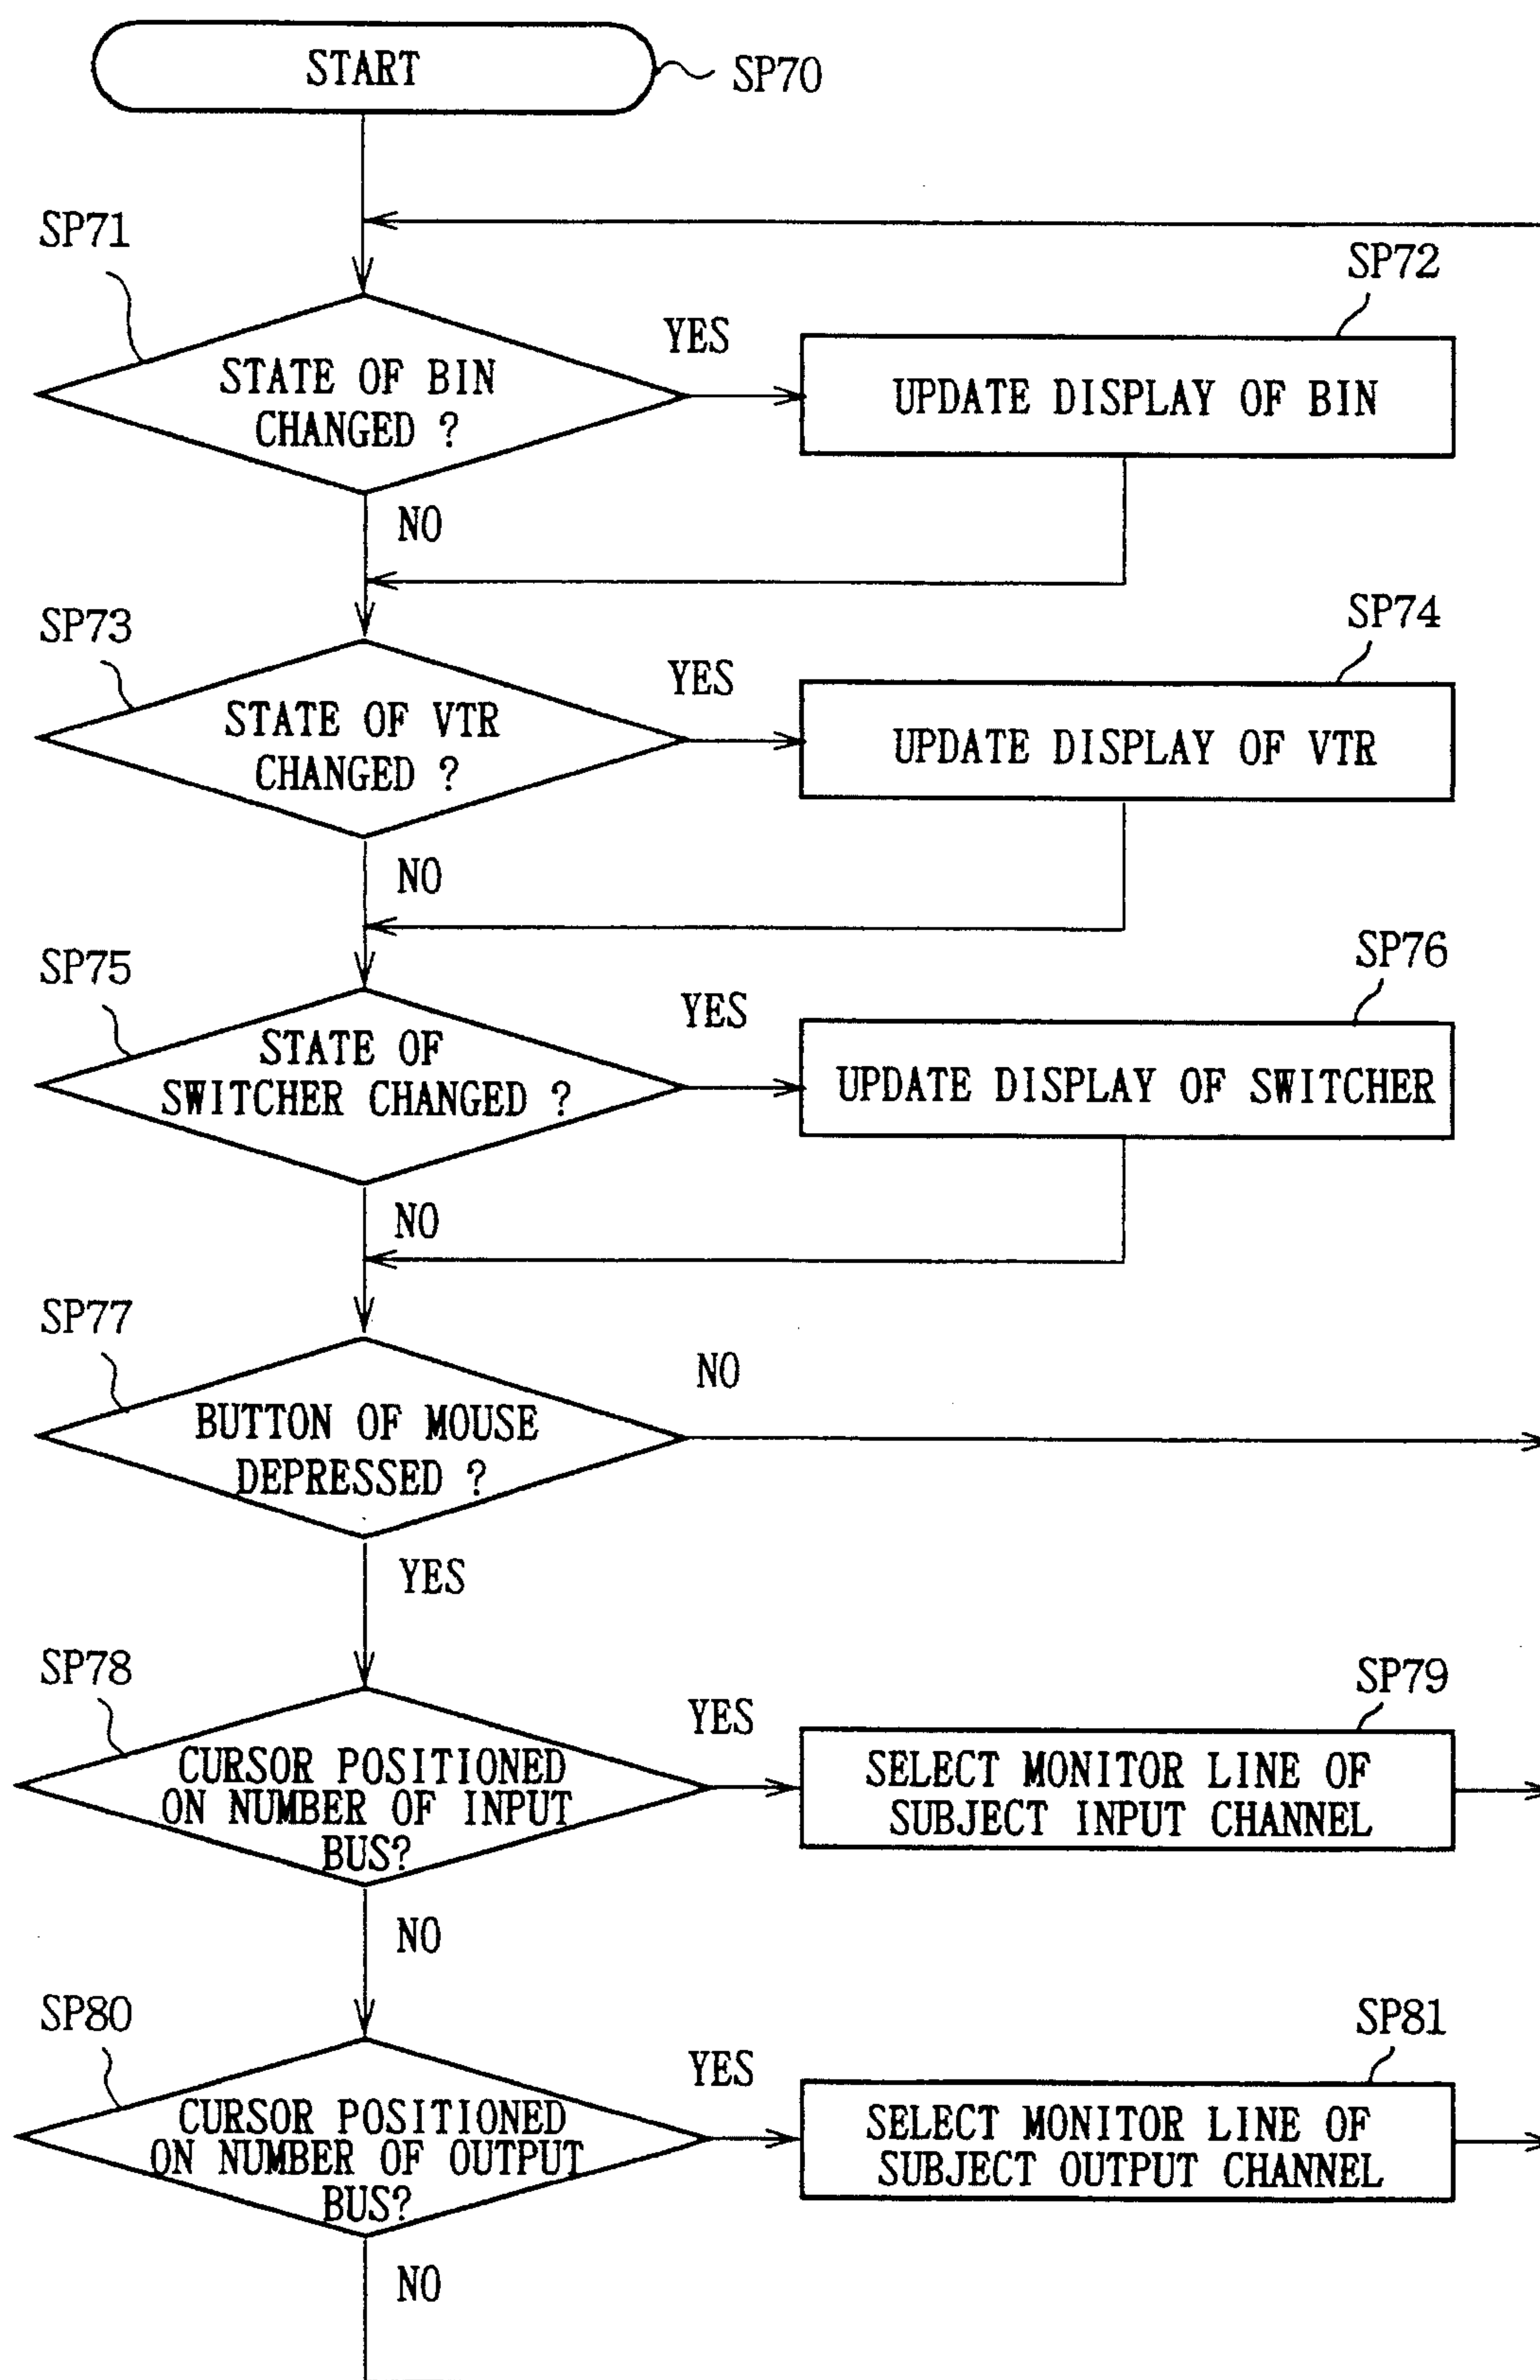 START
SP70
SP71
STATE OF BIN
CHANGED ?
YES
SP72
UPDATE DISPLAY OF BIN
NO
SP73
STATE OF VTR
CHANGED ?
YES
SP74
UPDATE DISPLAY OF VTR
NO
SP75
STATE OF
SWITCHER CHANGED ?
YES
SP76
UPDATE DISPLAY OF SWITCHER
NO
SP77
BUTTON OF MOUSE
DEPRESSED ?
NO
YES
SP78
CURSOR POSITIONED
ON NUMBER OF INPUT
BUS?
YES
SP79
SELECT MONITOR LINE OF
SUBJECT INPUT CHANNEL
NO
SP80
CURSOR POSITIONED
ON NUMBER OF OUTPUT
BUS?
YES
SP81
SELECT MONITOR LINE OF
SUBJECT OUTPUT CHANNEL
NO